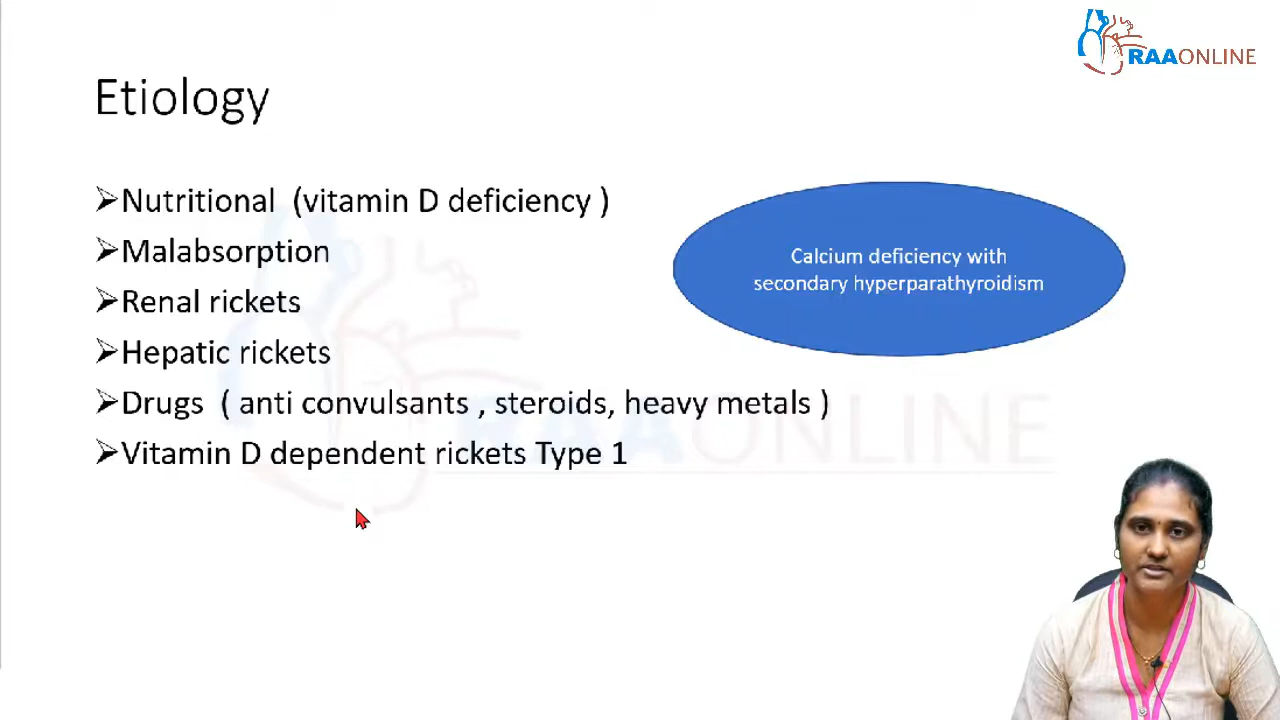 RAAONLINE
Etiology
➢Nutritional (vitamin D deficiency )
➢Malabsorption
➢Renal rickets
➢Hepatic rickets
➢Drugs ( anti convulsants , steroids, heavy metals )
➢Vitamin D dependent rickets Type 1
Calcium deficiency with
secondary hyperparathyroidism
RAAONLINE